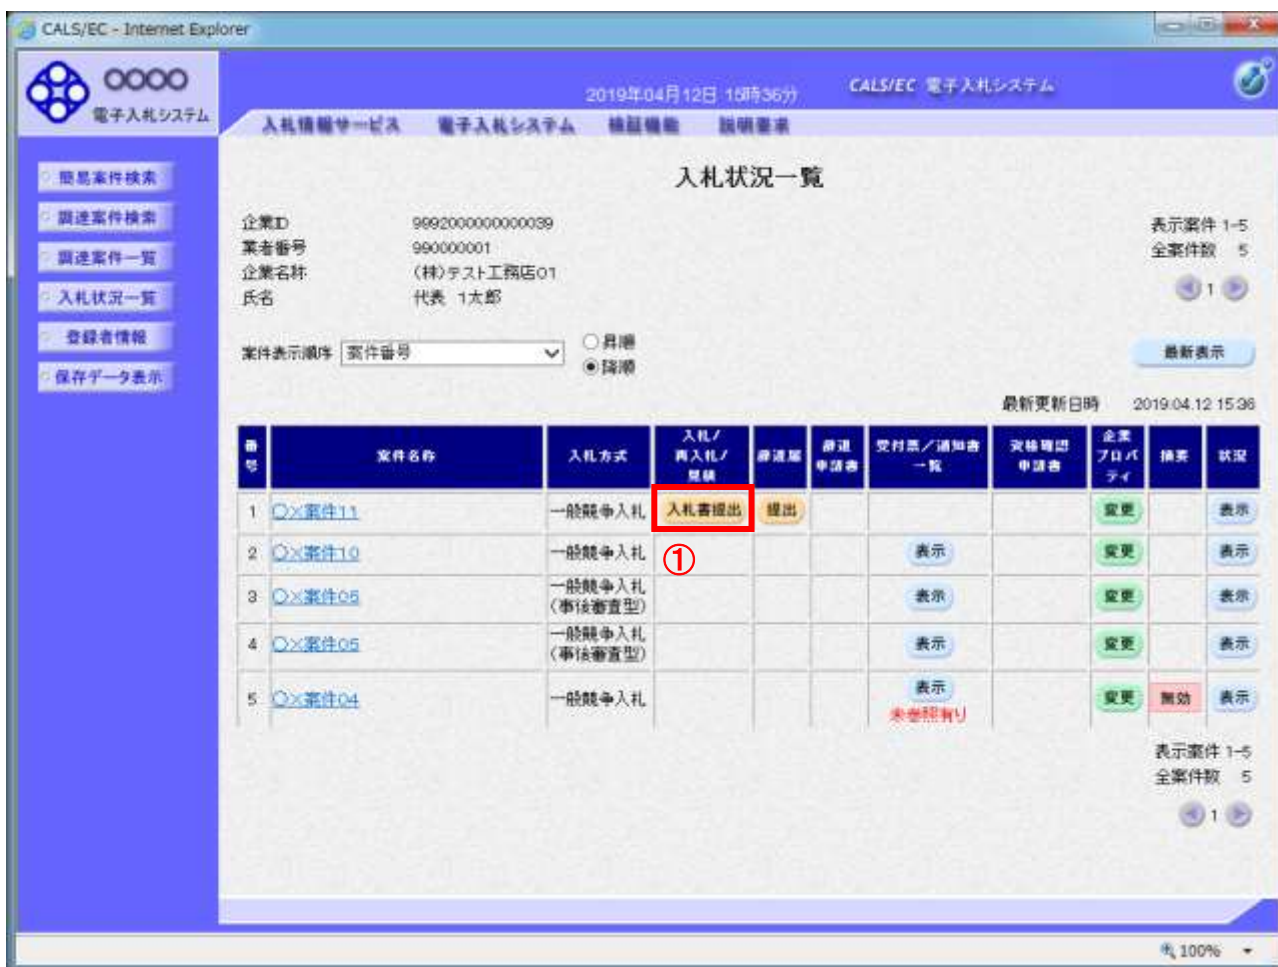 CALS/EC - Internet Explorer
○○○○
電子入札システム
2019年04月12日 15時36分
CALS/EC 電子入札システム
入札情報サービス 電子入札システム 検証機能 説明要求
簡易案件検索
調達案件検索
調達案件一覧
入札状況一覧
登録者情報
保存データ表示
入札状況一覧
企業ID 9992000000000039
業者番号 990000001
企業名称 (株)テスト工務店01
氏名 代表 1太郎
表示案件 1-5
全案件数 5
1
案件表示順序 案件番号
昇順
降順
最新表示
最新更新日時 2019.04.12 15:36
番号 案件名称 入札方式 入札/再入札/見積 辞退届 辞退申請書 受付票/通知書一覧 資格確認申請書 企業プロパティ 摘要 状況
1 ○×案件11 一般競争入札 入札書提出 提出 変更 表示
①
2 ○×案件10 一般競争入札 表示 変更 表示
3 ○×案件06 一般競争入札(事後審査型) 表示 変更 表示
4 ○×案件05 一般競争入札(事後審査型) 表示 変更 表示
5 ○×案件04 一般競争入札 表示 未参照有り 変更 無効 表示
表示案件 1-5
全案件数 5
1
100%